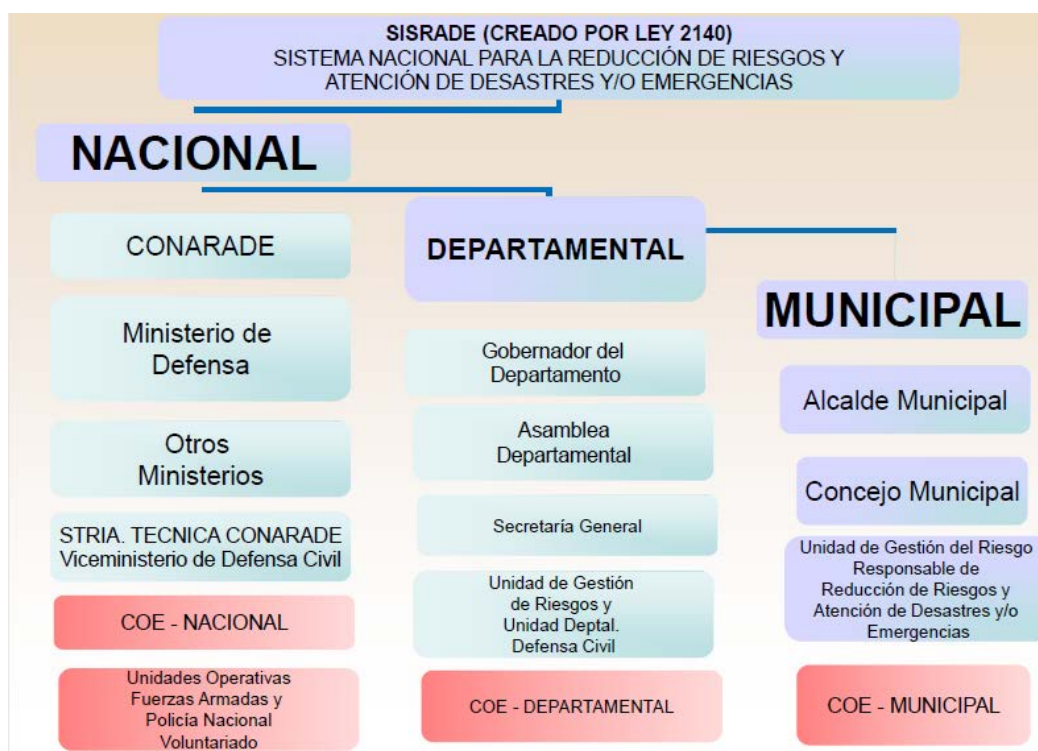 SISRADE (CREADO POR LEY 2140)
SISTEMA NACIONAL PARA LA REDUCCIÓN DE RIESGOS Y
ATENCIÓN DE DESASTRES Y/O EMERGENCIAS
NACIONAL
CONARADE
Ministerio de
Defensa
Otros
Ministerios
STRIA. TECNICA CONARADE
Viceministerio de Defensa Civil
COE - NACIONAL
Unidades Operativas
Fuerzas Armadas y
Policía Nacional
Voluntariado
DEPARTAMENTAL
Gobernador del
Departamento
Asamblea
Departamental
Secretaría General
Unidad de Gestión
de Riesgos y
Unidad Deptal.
Defensa Civil
COE - DEPARTAMENTAL
MUNICIPAL
Alcalde Municipal
Concejo Municipal
Unidad de Gestión del Riesgo
Responsable de
Reducción de Riesgos y
Atención de Desastres y/o
Emergencias
COE - MUNICIPAL